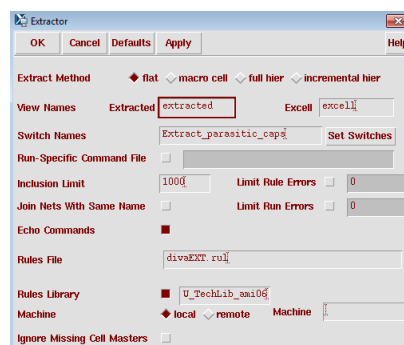 Extractor
OK Cancel Defaults Apply Help
Extract Method flat macro cell full hier incremental hier
View Names Extracted extracted Excell excell
Switch Names Extract_parasitic_caps Set Switches
Run-Specific Command File
Inclusion Limit 1000 Limit Rule Errors 0
Join Nets With Same Name Limit Run Errors 0
Echo Commands
Rules File divaEXT.rul
Rules Library U_TechLib_ami06
Machine local remote Machine
Ignore Missing Cell Masters